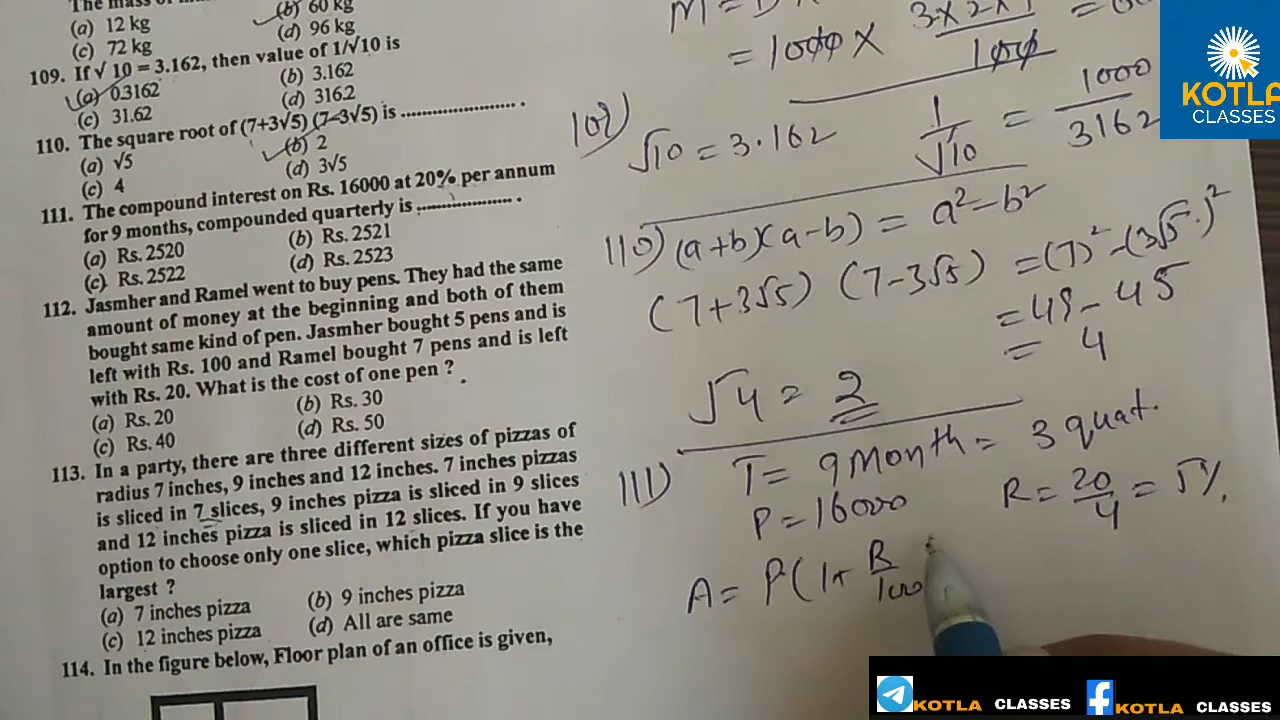 The mass of
(a) 12 kg
(b) 60 kg
(c) 72 kg
(d) 96 kg
109. If √10 = 3.162, then value of 1/√10 is
(a) 0.3162
(b) 3.162
(c) 31.62
(d) 316.2
110. The square root of (7+3√5) (7–3√5) is ........................ .
(a) √5
(b) 2
(c) 4
(d) 3√5
111. The compound interest on Rs. 16000 at 20% per annum
for 9 months, compounded quarterly is ..................... .
(a) Rs. 2520
(b) Rs. 2521
(c) Rs. 2522
(d) Rs. 2523
112. Jasmher and Ramel went to buy pens. They had the same
amount of money at the beginning and both of them
bought same kind of pen. Jasmher bought 5 pens and is
left with Rs. 100 and Ramel bought 7 pens and is left
with Rs. 20. What is the cost of one pen ?
(a) Rs. 20
(b) Rs. 30
(c) Rs. 40
(d) Rs. 50
113. In a party, there are three different sizes of pizzas of
radius 7 inches, 9 inches and 12 inches. 7 inches pizzas
is sliced in 7 slices, 9 inches pizza is sliced in 9 slices
and 12 inches pizza is sliced in 12 slices. If you have
option to choose only one slice, which pizza slice is the
largest ?
(a) 7 inches pizza
(b) 9 inches pizza
(c) 12 inches pizza
(d) All are same
114. In the figure below, Floor plan of an office is given,
= 1000 × 3×2×1/100
109) √10 = 3.162 1/√10 = 1000/3162
110) (a+b)(a-b) = a²-b²
(7+3√5) (7-3√5) = (7)²-(3√5)²
= 49-45
= 4
√4 = 2
111) T = 9 Month = 3 quat.
P = 16000 R = 20/4 = 5%.
A = P(1+ R/100
KOTLA
CLASSES
KOTLA CLASSES
KOTLA CLASSES